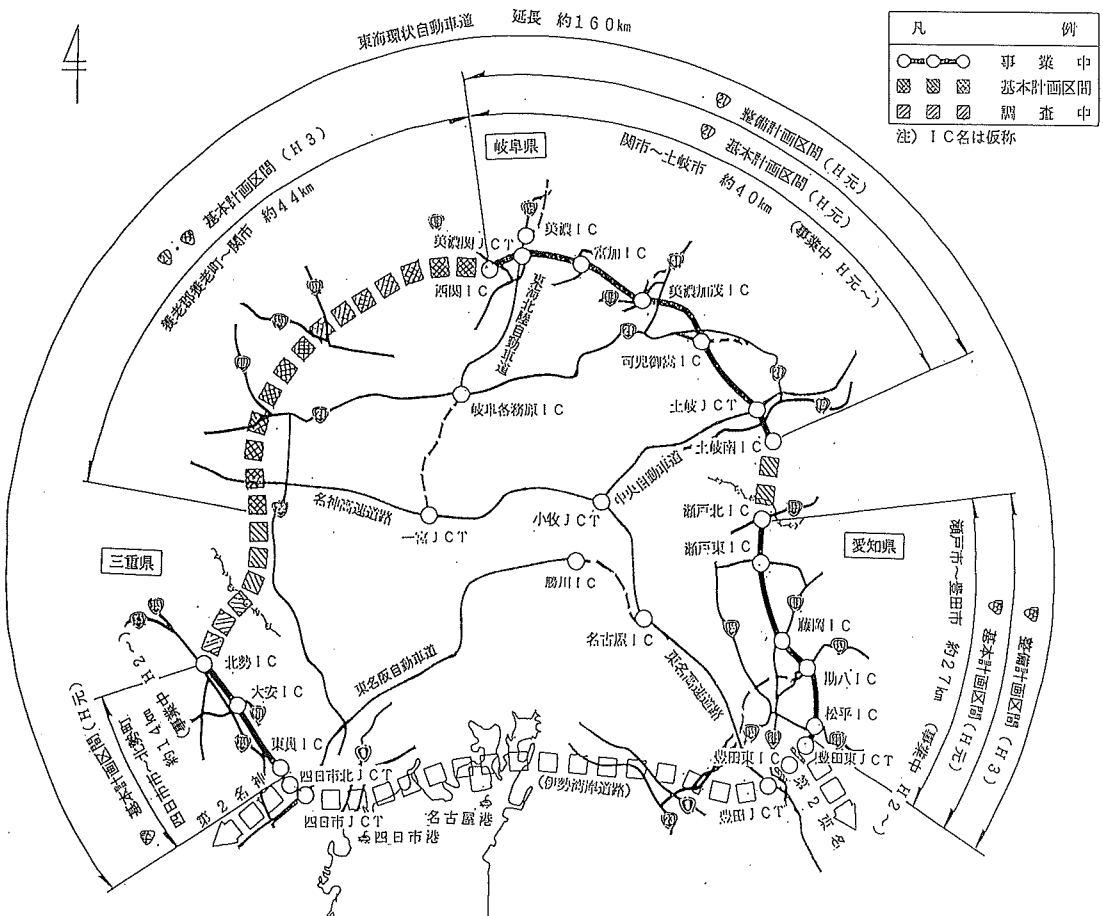 東海環状自動車道　延長　約160km
凡　例
事業中
基本計画区間
調査中
注）IC名は仮称
岐阜県
整備計画区間（H元）
基本計画区間（H元）
関市～土岐市　約40km（事業中　H元～）
基本計画区間（H3）
養老郡養老町～関市　約44km
美濃関JCT
美濃IC
富加IC
西関IC
美濃加茂IC
東海北陸自動車道
可児御嵩IC
岐阜各務原IC
土岐JCT
土岐南IC
中央自動車道
名神高速道路
一宮JCT
小牧JCT
瀬戸北IC
瀬戸東IC
愛知県
三重県
勝川IC
名古屋IC
藤岡IC
勘八IC
松平IC
東名阪自動車道
東名高速道路
瀬戸市～豊田市　約27km（事業中　H2～）
基本計画区間（H元）
整備計画区間（H3）
北勢IC
大安IC
東員IC
四日市市～北勢町
約14km（事業中　H2～）
基本計画区間（H元）
四日市北JCT
四日市JCT
第2名神
名古屋港
四日市港
（伊勢湾岸道路）
豊田東IC
豊田東JCT
豊田JCT
第2東名